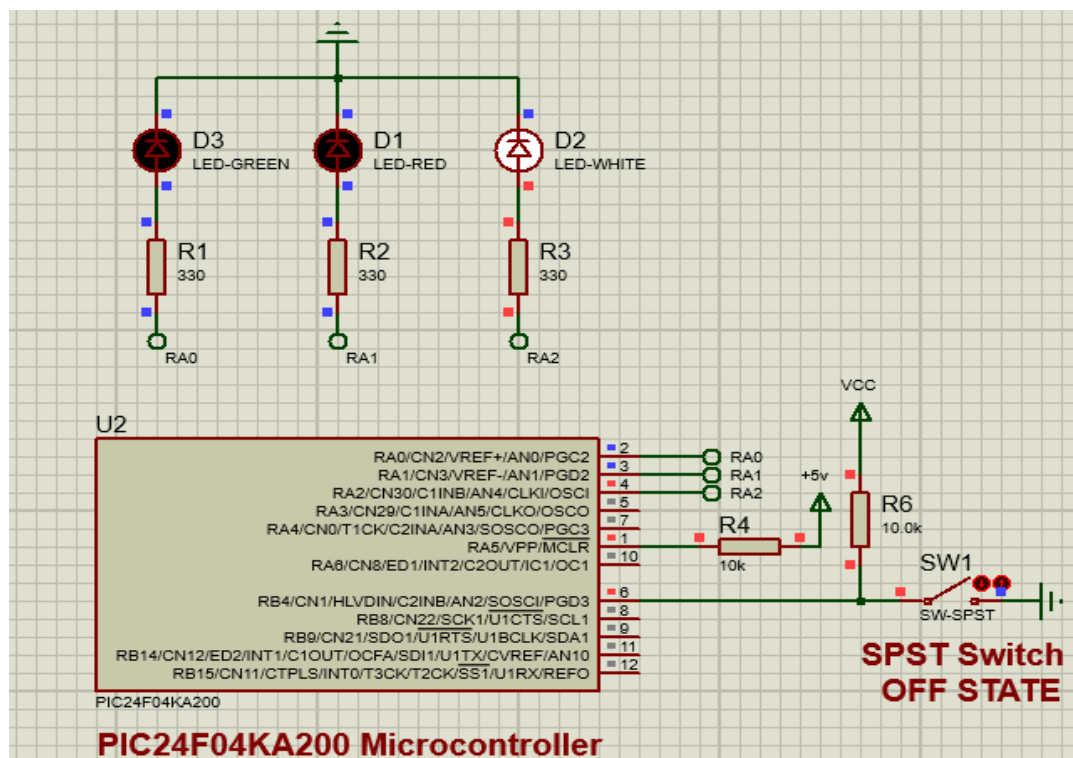 D3
LED-GREEN
D1
LED-RED
D2
LED-WHITE
R1
330
R2
330
R3
330
RA0
RA1
RA2
VCC
U2
RA0/CN2/VREF+/AN0/PGC2
2
RA0
RA1/CN3/VREF-/AN1/PGD2
3
RA1
RA2/CN30/C1INB/AN4/CLKI/OSCI
4
RA2
+5v
RA3/CN29/C1INA/AN5/CLKO/OSCO
5
RA4/CN0/T1CK/C2INA/AN3/SOSCO/PGC3
7
RA5/VPP/MCLR
1
R4
10k
R6
10.0k
RA6/CN8/ED1/INT2/C2OUT/IC1/OC1
10
RB4/CN1/HLVDIN/C2INB/AN2/SOSCI/PGD3
6
SW1
SW-SPST
RB8/CN22/SCK1/U1CTS/SCL1
8
RB9/CN21/SDO1/U1RTS/U1BCLK/SDA1
9
RB14/CN12/ED2/INT1/C1OUT/OCFA/SDI1/U1TX/CVREF/AN10
11
RB15/CN11/CTPLS/INT0/T3CK/T2CK/SS1/U1RX/REFO
12
SPST Switch
OFF STATE
PIC24F04KA200
PIC24F04KA200 Microcontroller